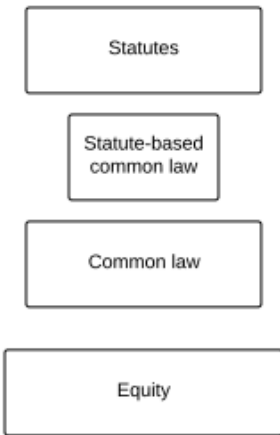 Statutes
Statute-based
common law
Common law
Equity